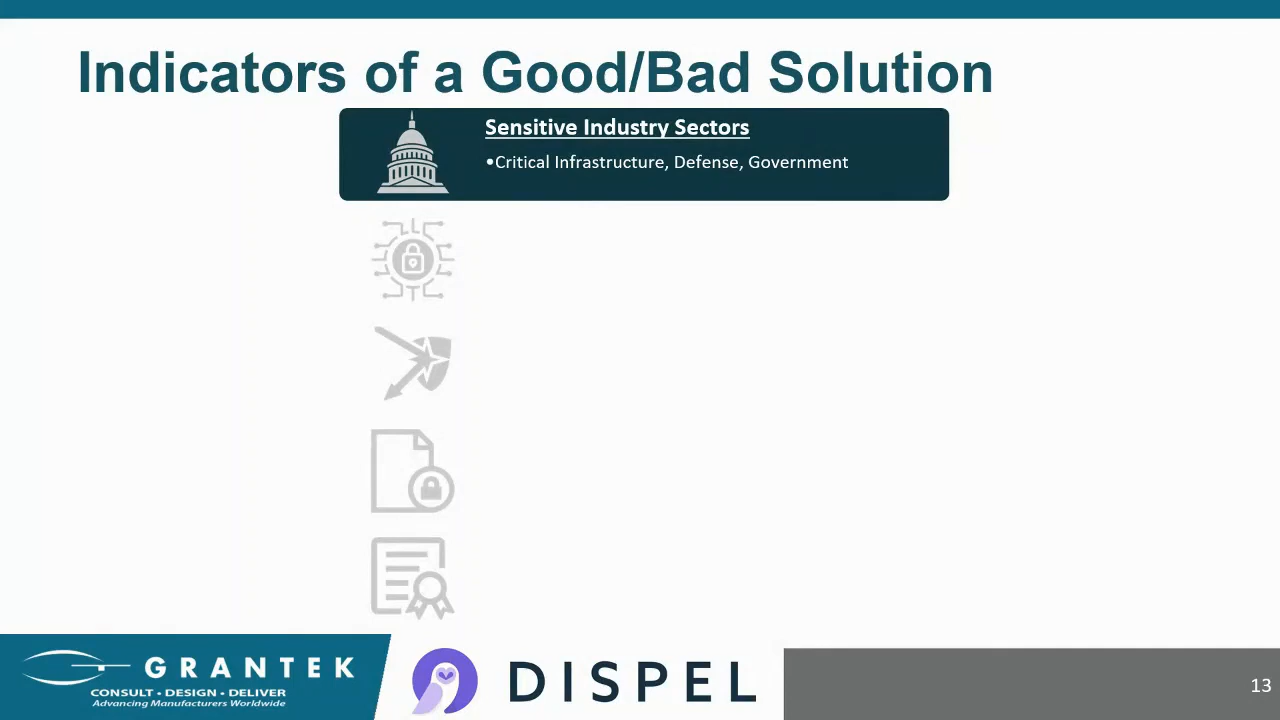 Indicators of a Good/Bad Solution
Sensitive Industry Sectors
•Critical Infrastructure, Defense, Government
GRANTEK
CONSULT • DESIGN • DELIVER
Advancing Manufacturers Worldwide
DISPEL
13